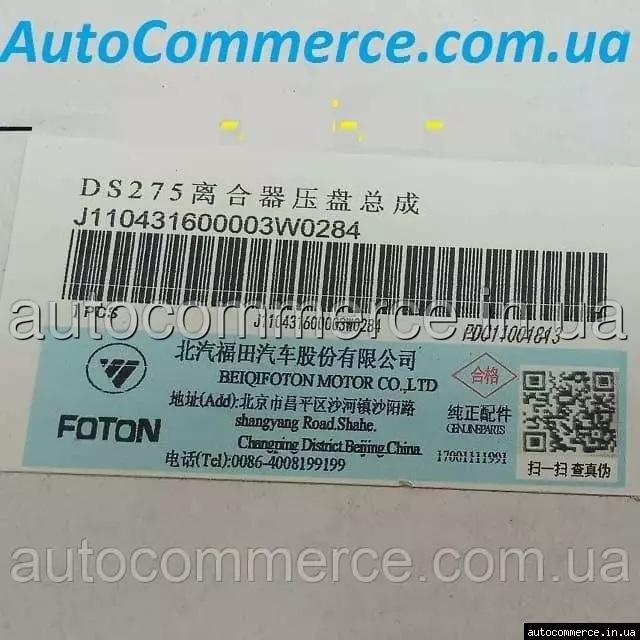 AutoCommerce.com.ua
DS275离合器压盘总成
J110431600003W0284
autocommerce.in.ua
1 PCS J110431600003W0284
北汽福田汽车股份有限公司
BEIQIFOTON MOTOR CO.,LTD
地址(Add):北京市昌平区沙河镇沙阳路
shangyang Road.Shahe.
Changping District.Beijing.China.
电话(Tel):0086-4008199199
FOTON
合格
纯正配件
GENUINEPARTS
17001111991
扫一扫 查真伪
autocommerce.com.ua
autocommerce.in.ua